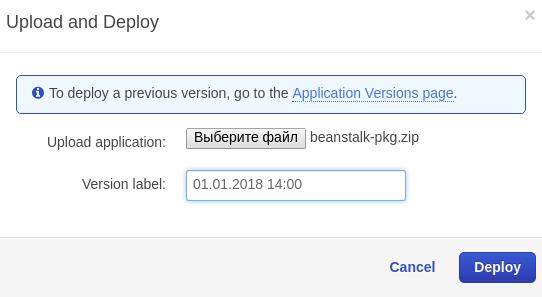 Upload and Deploy
×
To deploy a previous version, go to the Application Versions page.
Upload application: Выберите файл beanstalk-pkg.zip
Version label: 01.01.2018 14:00
Cancel Deploy